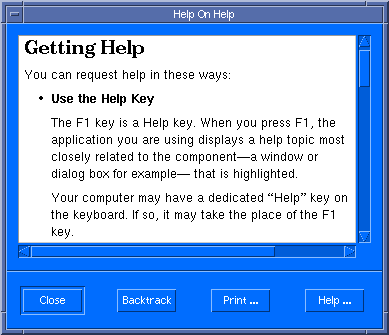 Help On Help
Getting Help
You can request help in these ways:
• Use the Help Key
The F1 key is a Help key. When you press F1, the
application you are using displays a help topic most
closely related to the component—a window or
dialog box for example— that is highlighted.
Your computer may have a dedicated “Help” key on
the keyboard. If so, it may take the place of the F1
key.
Close Backtrack Print ... Help ...